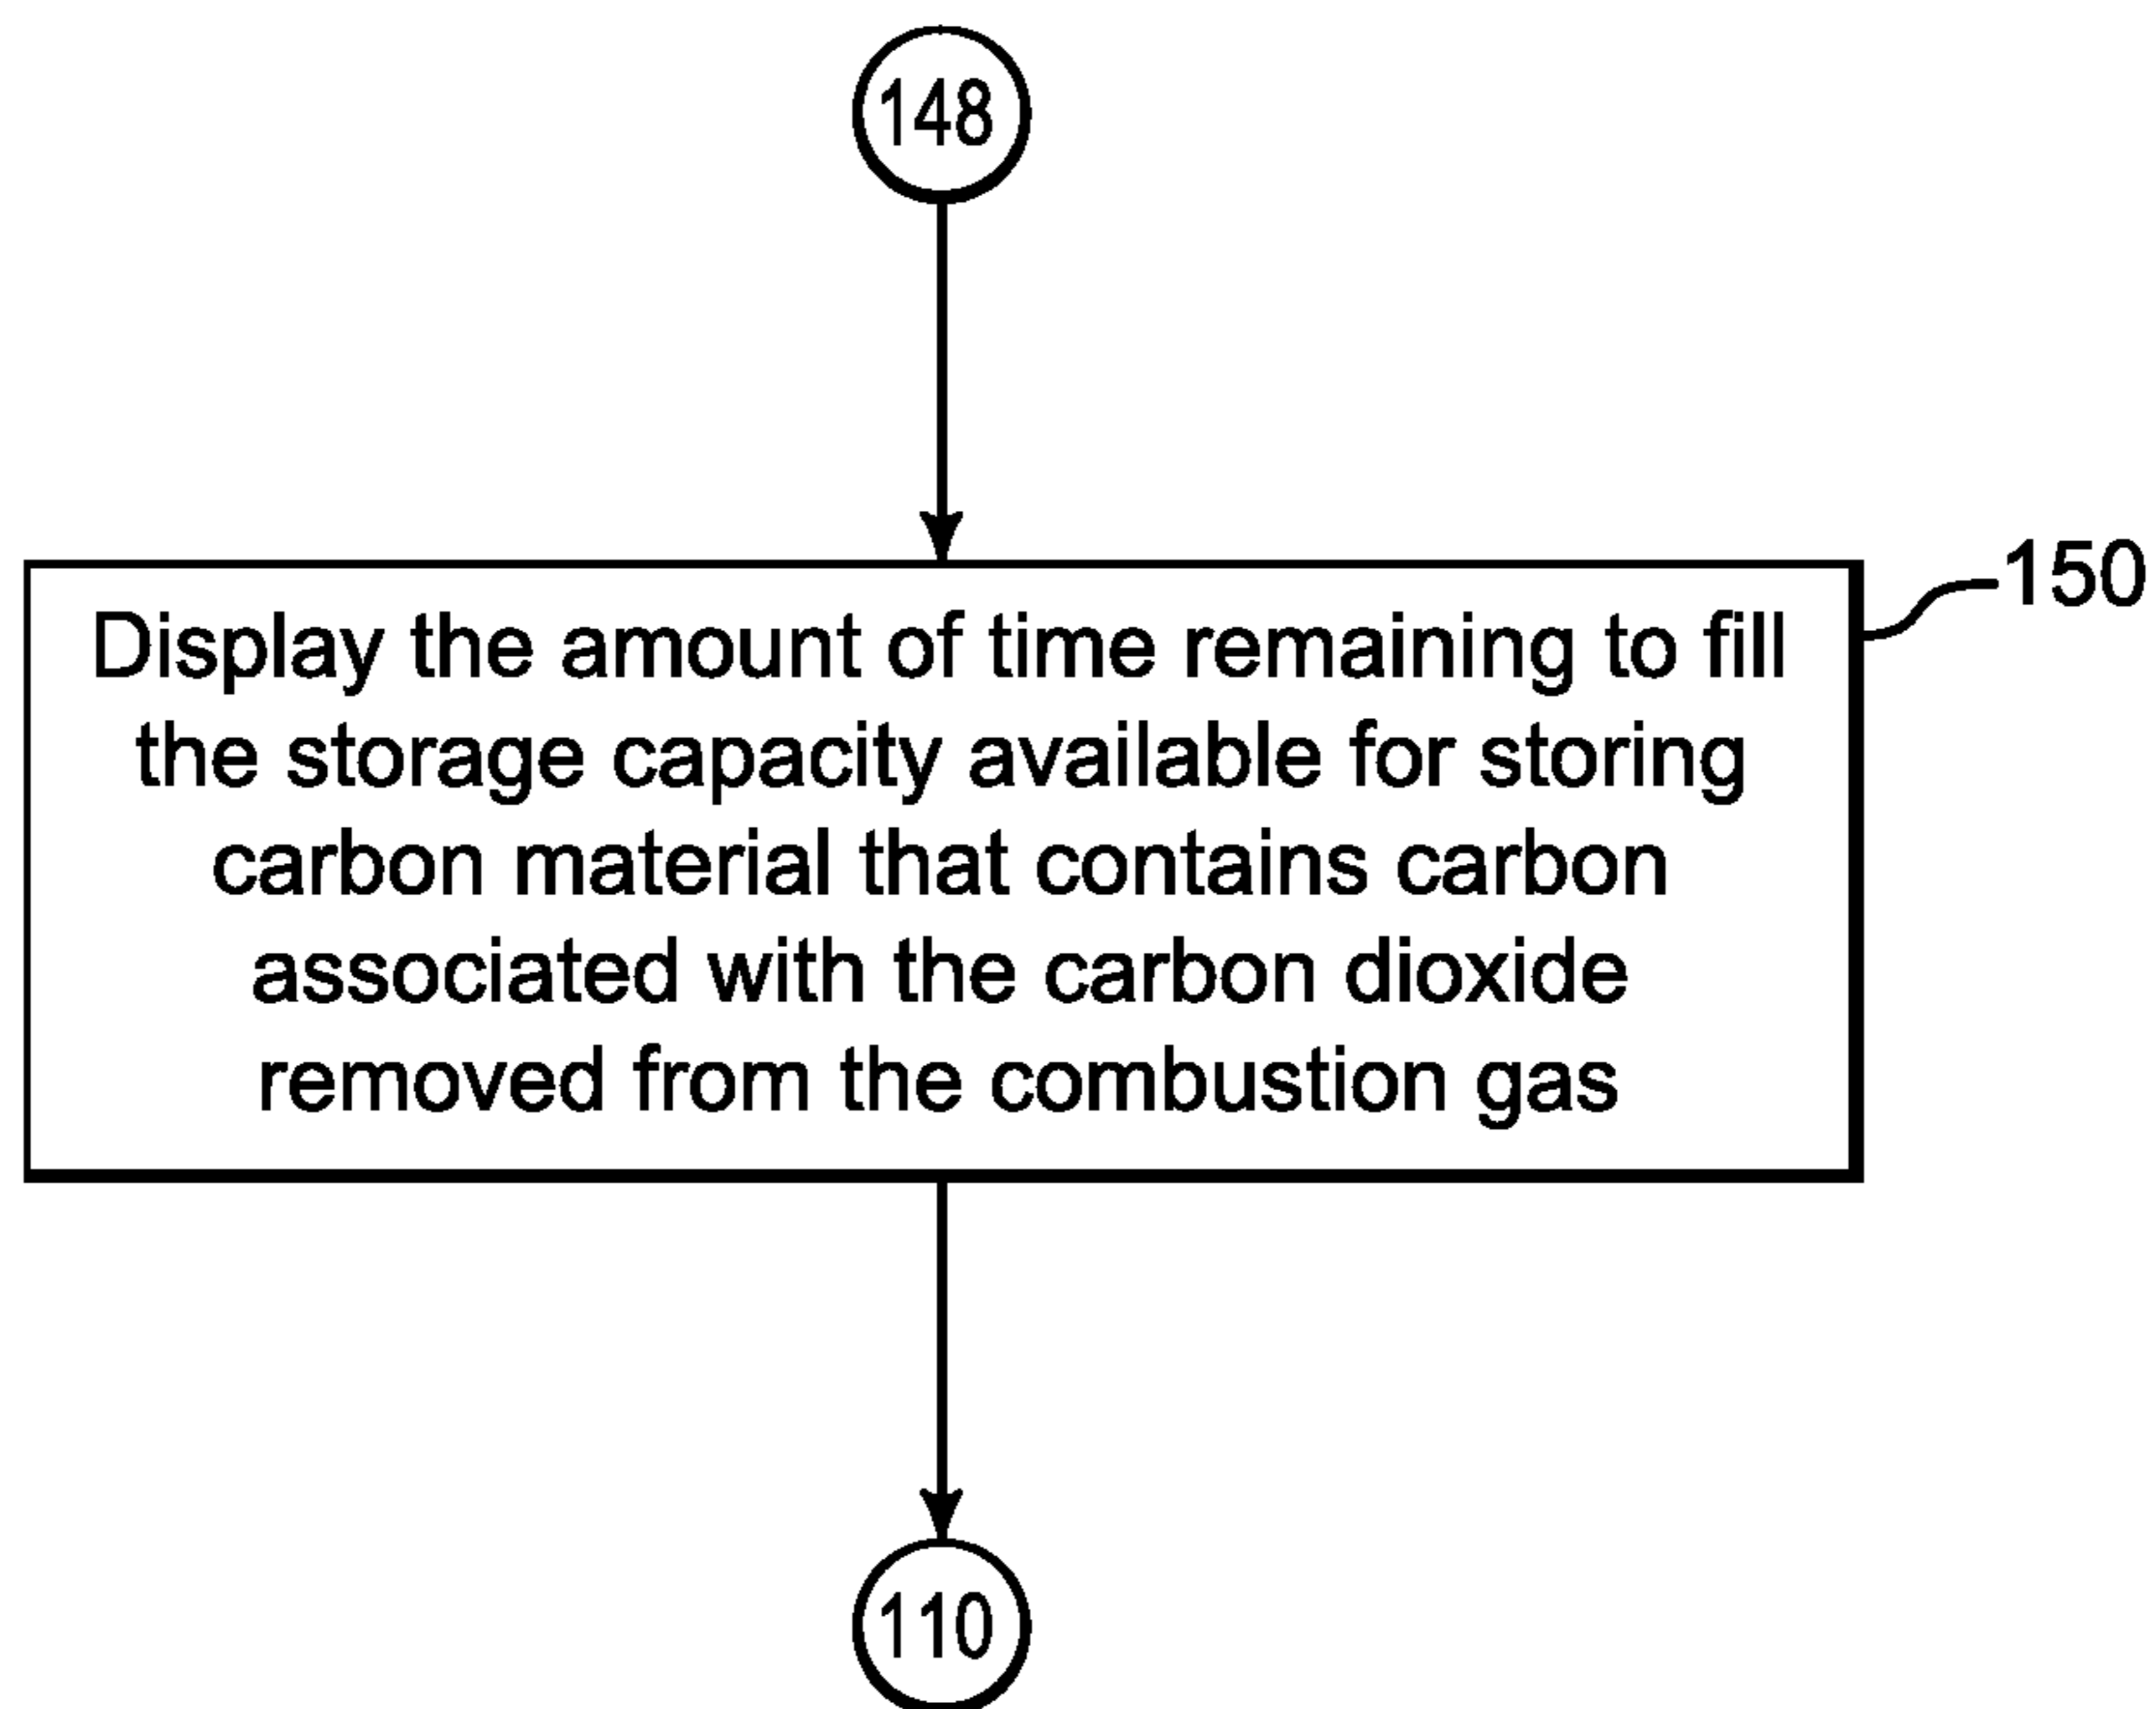 148
150
Display the amount of time remaining to fill
the storage capacity available for storing
carbon material that contains carbon
associated with the carbon dioxide
removed from the combustion gas
110